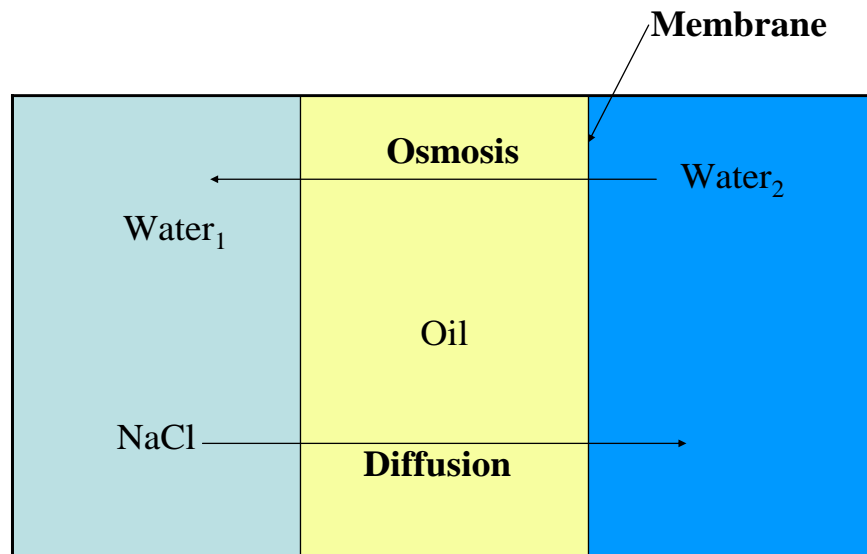 Membrane
Osmosis
Water₂
Water₁
Oil
NaCl
Diffusion